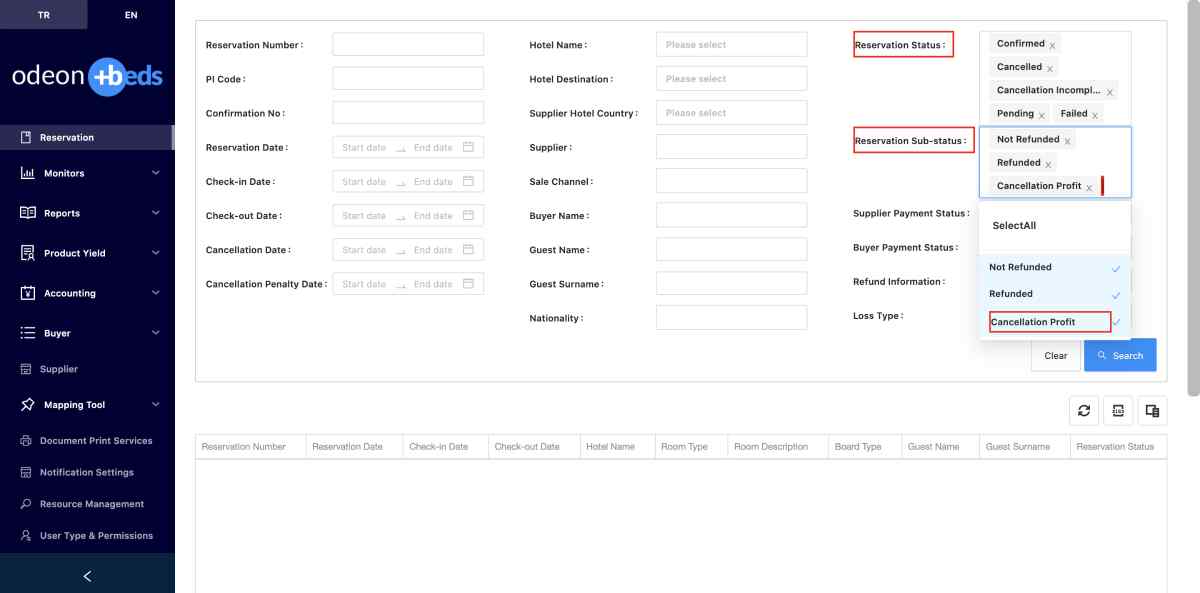 TR
EN
odeon +beds
Reservation
Monitors
Reports
Product Yield
Accounting
Buyer
Supplier
Mapping Tool
Document Print Services
Notification Settings
Resource Management
User Type & Permissions
Reservation Number :
PI Code :
Confirmation No :
Reservation Date :
Start date
End date
Check-in Date :
Start date
End date
Check-out Date :
Start date
End date
Cancellation Date :
Start date
End date
Cancellation Penalty Date :
Start date
End date
Hotel Name :
Please select
Hotel Destination :
Please select
Supplier Hotel Country :
Please select
Supplier :
Sale Channel :
Buyer Name :
Guest Name :
Guest Surname :
Nationality :
Reservation Status :
Confirmed x
Cancelled x
Cancellation Incompl... x
Pending x Failed x
Reservation Sub-status :
Not Refunded x
Refunded x
Cancellation Profit x
SelectAll
Not Refunded
Refunded
Cancellation Profit
Supplier Payment Status :
Buyer Payment Status :
Refund Information :
Loss Type :
Clear
Search
Reservation Number
Reservation Date
Check-in Date
Check-out Date
Hotel Name
Room Type
Room Description
Board Type
Guest Name
Guest Surname
Reservation Status